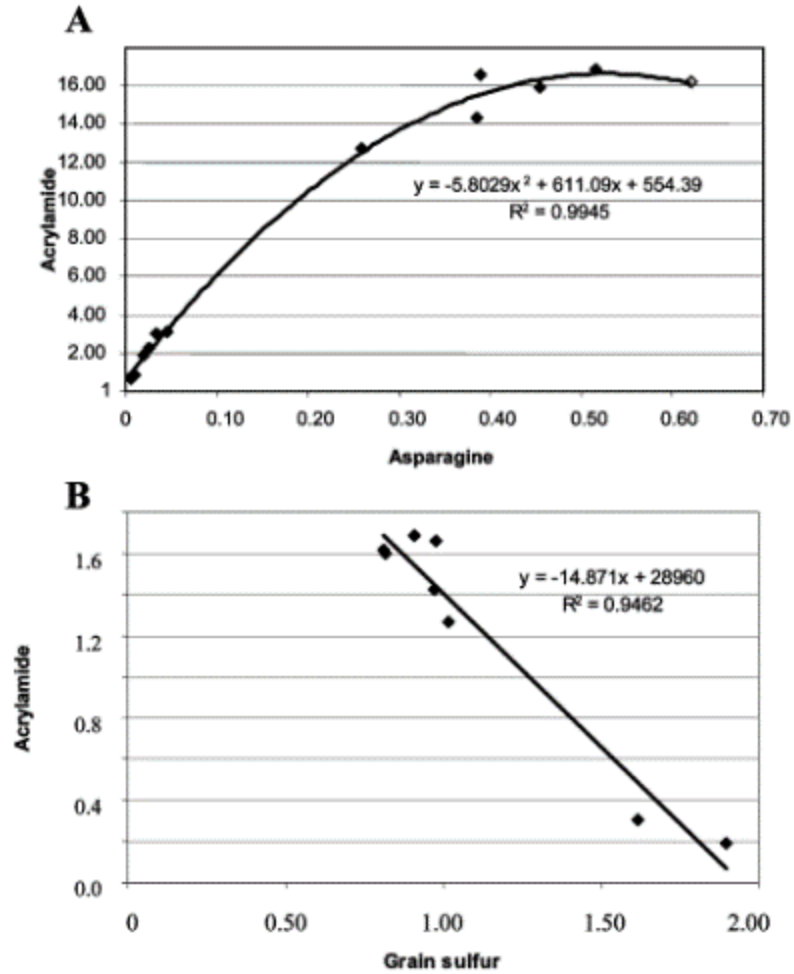 A
16.00
14.00
12.00
10.00
8.00
6.00
4.00
2.00
1
Acrylamide
y = -5.8029x² + 611.09x + 554.39
R² = 0.9945
0 0.10 0.20 0.30 0.40 0.50 0.60 0.70
Asparagine
B
1.6
1.2
0.8
0.4
0.0
Acrylamide
y = -14.871x + 28960
R² = 0.9462
0 0.50 1.00 1.50 2.00
Grain sulfur